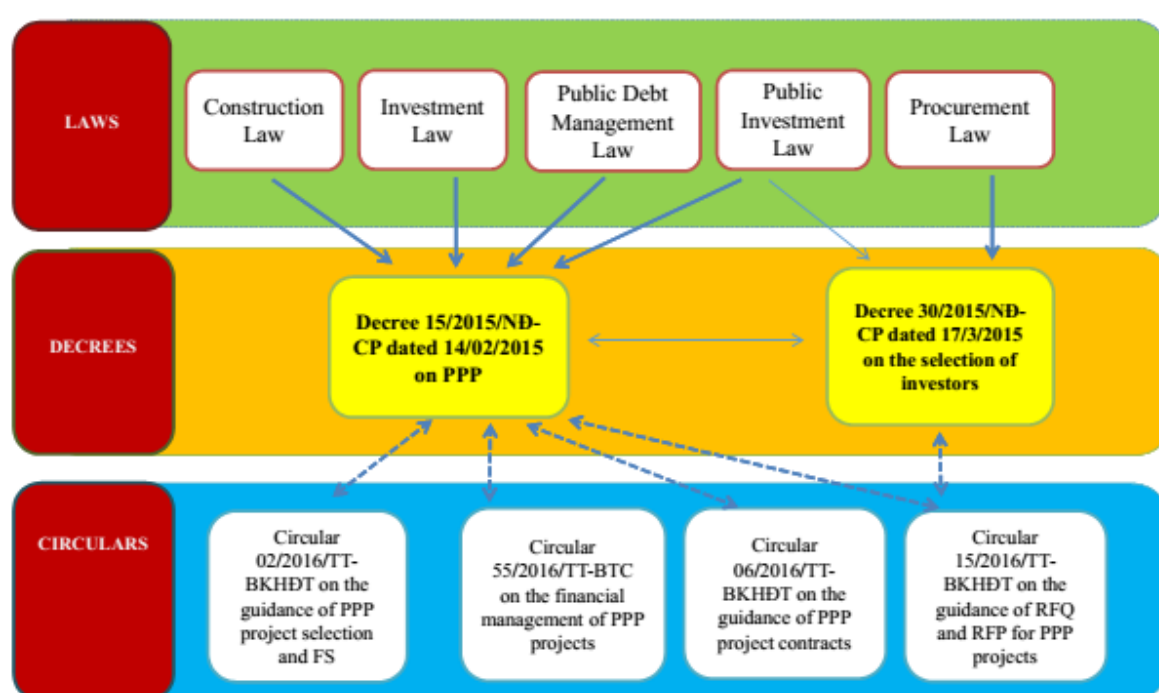 LAWS
Construction
Law
Investment
Law
Public Debt
Management
Law
Public
Investment
Law
Procurement
Law
DECREES
Decree 15/2015/NĐ-
CP dated 14/02/2015
on PPP
Decree 30/2015/NĐ-
CP dated 17/3/2015
on the selection of
investors
CIRCULARS
Circular
02/2016/TT-
BKHĐT on the
guidance of PPP
project selection
and FS
Circular
55/2016/TT-BTC
on the financial
management of PPP
projects
Circular
06/2016/TT-
BKHĐT on the
guidance of PPP
project contracts
Circular
15/2016/TT-
BKHĐT on the
guidance of RFQ
and RFP for PPP
projects